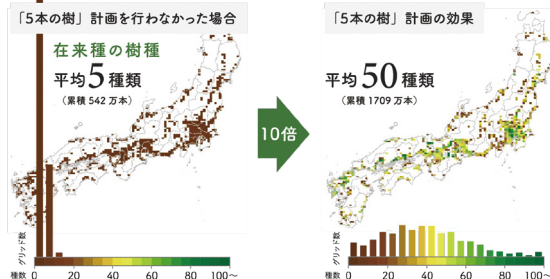 「5本の樹」計画を行わなかった場合
在来種の樹種
平均5種類
（累積 542 万本）
グリッド数
種数 0 20 40 60 80 100〜
10倍
「5本の樹」計画の効果
平均50種類
（累積 1709 万本）
グリッド数
種数 0 20 40 60 80 100〜